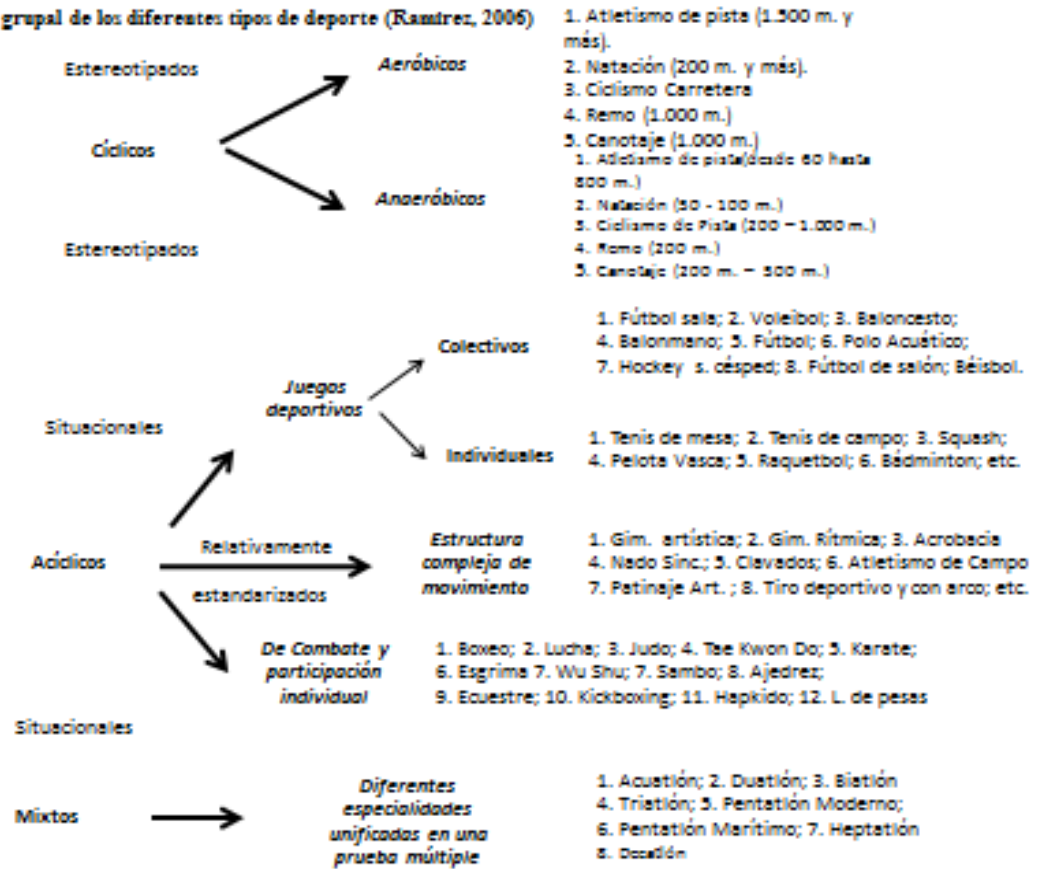 grupal de los diferentes tipos de deporte (Ramírez, 2006)
1. Atletismo de pista (1.500 m. y
más).
2. Natación (200 m. y más).
3. Ciclismo Carretera
4. Remo (1.000 m.)
5. Canotaje (1.000 m.)
Estereotipados
Aeróbicos
Cíclicos
Anaeróbicos
1. Atletismo de pista(desde 60 hasta
800 m.)
2. Natación (50 - 100 m.)
3. Ciclismo de Pista (200 – 1.000 m.)
4. Remo (200 m.)
5. Canotaje (200 m. – 500 m.)
Estereotipados
Colectivos
1. Fútbol sala; 2. Voleibol; 3. Baloncesto;
4. Balonmano; 5. Fútbol; 6. Polo Acuático;
7. Hockey s. césped; 8. Fútbol de salón; Béisbol.
Juegos
deportivos
Situacionales
Individuales
1. Tenis de mesa; 2. Tenis de campo; 3. Squash;
4. Pelota Vasca; 5. Raquetbol; 6. Bádminton; etc.
Acíclicos
Relativamente
estandarizados
Estructura
compleja de
movimiento
1. Gim. artística; 2. Gim. Rítmica; 3. Acrobacia
4. Nado Sinc.; 5. Clavados; 6. Atletismo de Campo
7. Patinaje Art. ; 8. Tiro deportivo y con arco; etc.
De Combate y
participación
individual
1. Boxeo; 2. Lucha; 3. Judo; 4. Tae Kwon Do; 5. Karate;
6. Esgrima 7. Wu Shu; 7. Sambo; 8. Ajedrez;
9. Ecuestre; 10. Kickboxing; 11. Hapkido; 12. L. de pesas
Situacionales
Mixtos
Diferentes
especialidades
unificadas en una
prueba múltiple
1. Acuatlón; 2. Duatlón; 3. Biatlón
4. Triatlón; 5. Pentatlón Moderno;
6. Pentatlón Marítimo; 7. Heptatlón
8. Decatlón